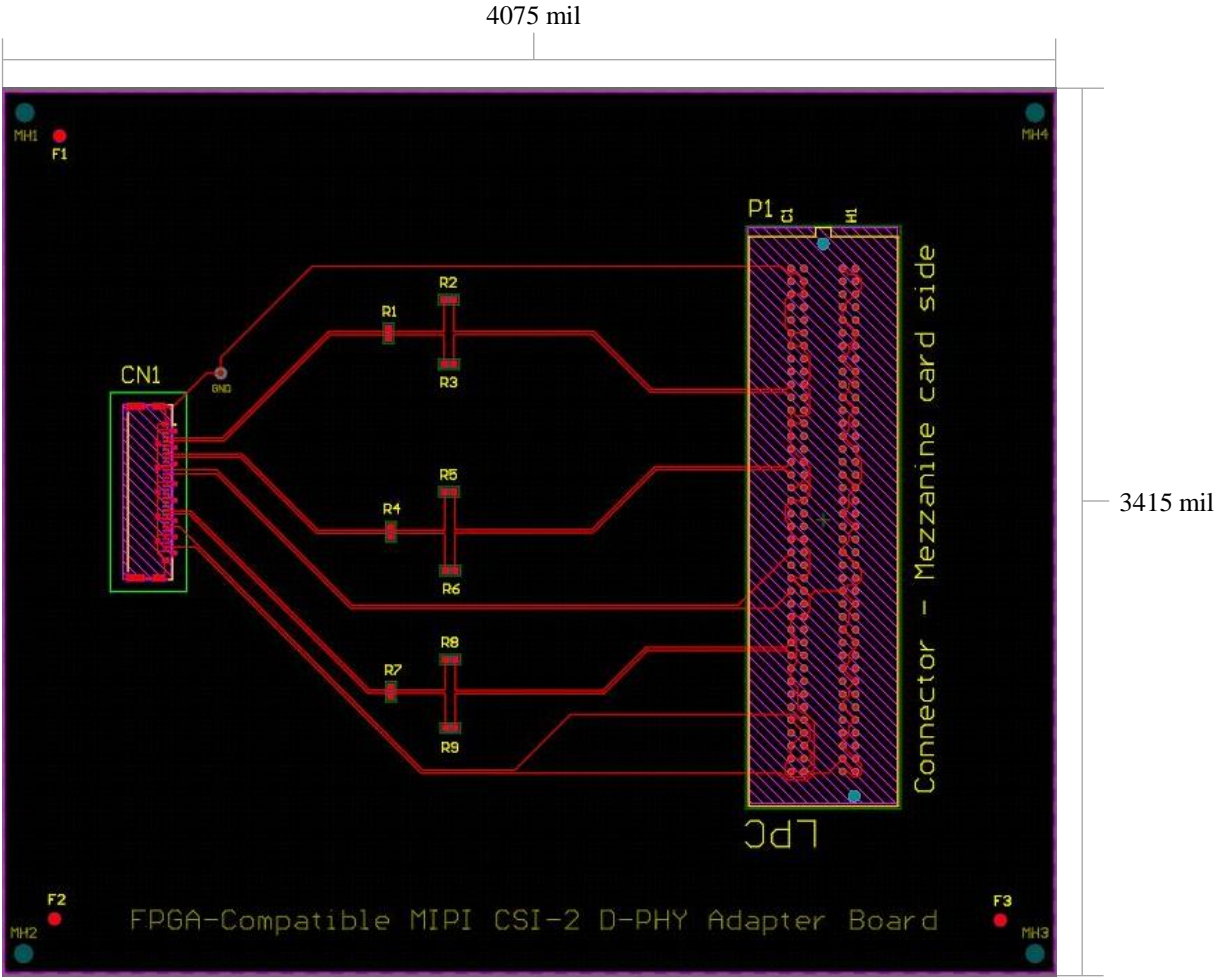 4075 mil
MH1
F1
MH4
P1
C1
H1
R2
R1
R3
CN1
GND
R5
R4
R6
Connector - Mezzanine card side
3415 mil
R8
R7
R9
LPC
F2
MH2
FPGA-Compatible MIPI CSI-2 D-PHY Adapter Board
F3
MH3